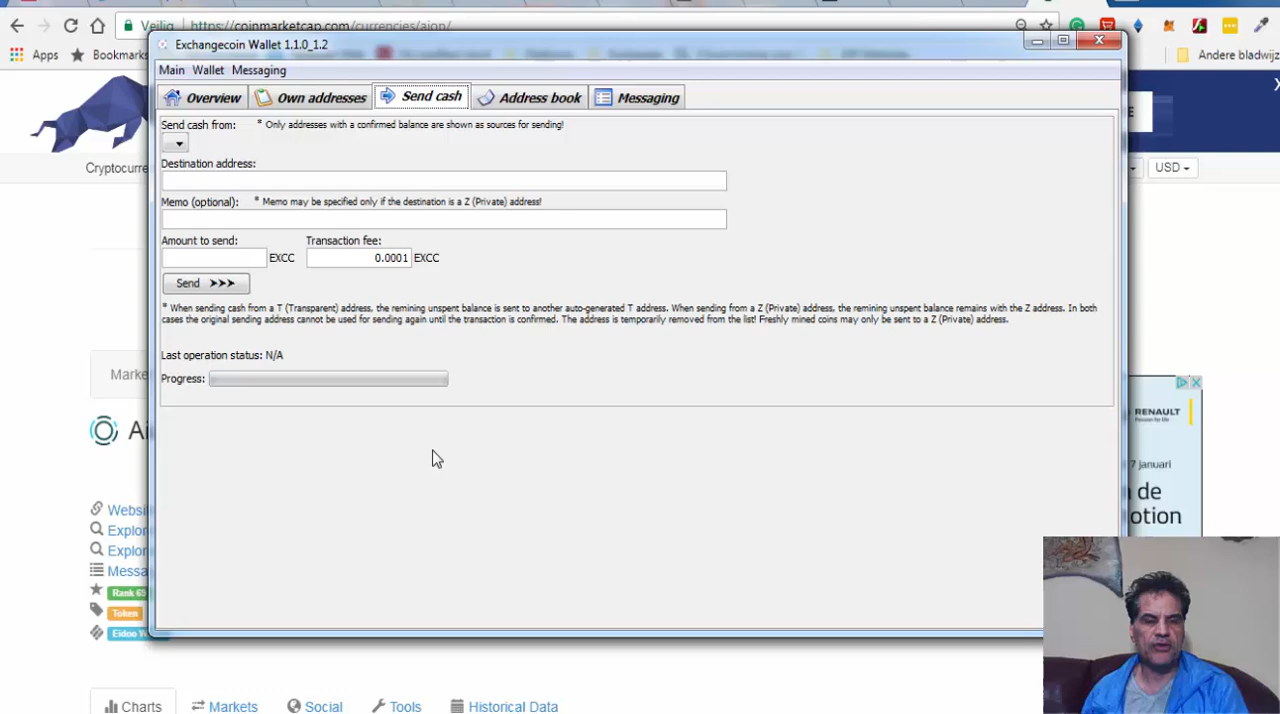 Veilig
https://coinmarketcap.com/currencies/aion/
Apps
Bookmarks
Andere bladwijz
Exchangecoin Wallet 1.1.0_1.2
Main Wallet Messaging
Overview
Own addresses
Send cash
Address book
Messaging
Send cash from: * Only addresses with a confirmed balance are shown as sources for sending!
Destination address:
Memo (optional): * Memo may be specified only if the destination is a Z (Private) address!
Amount to send: Transaction fee:
EXCC 0.0001 EXCC
Send >>>
* When sending cash from a T (Transparent) address, the remining unspent balance is sent to another auto-generated T address. When sending from a Z (Private) address, the remining unspent balance remains with the Z address. In both
cases the original sending address cannot be used for sending again until the transaction is confirmed. The address is temporarily removed from the list! Freshly mined coins may only be sent to a Z (Private) address.
Last operation status: N/A
Progress:
Cryptocurre
USD
E
X
Marke
Ai
Websi
Explor
Explor
Messa
Rank 65
Token
Eidoo W
RENAULT
7 januari
de
otion
Charts
Markets
Social
Tools
Historical Data